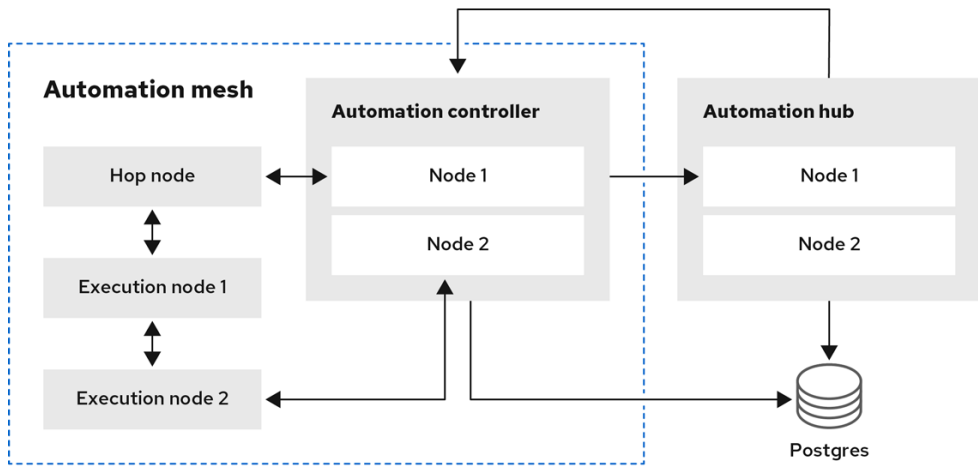 Automation mesh
Hop node
Execution node 1
Execution node 2
Automation controller
Node 1
Node 2
Automation hub
Node 1
Node 2
Postgres